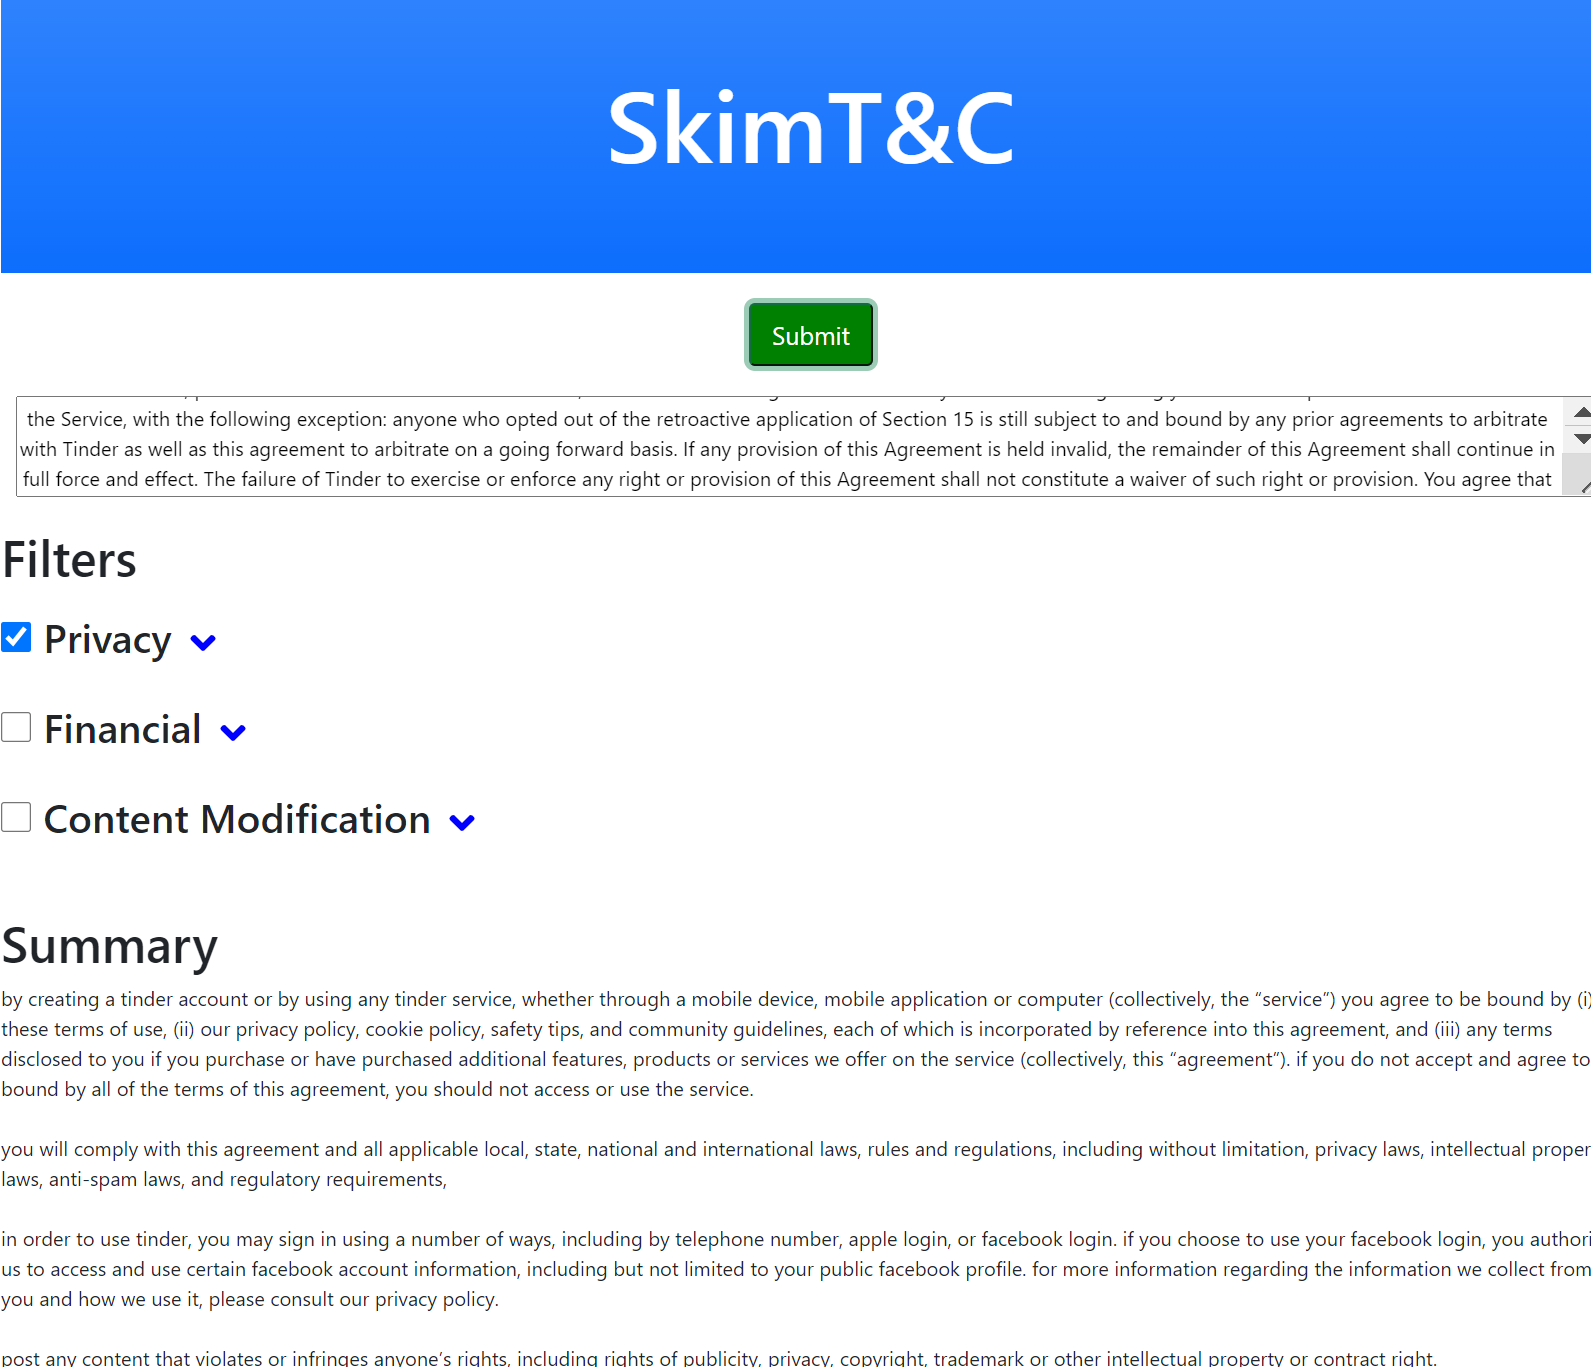 SkimT&C
Submit
the Service, with the following exception: anyone who opted out of the retroactive application of Section 15 is still subject to and bound by any prior agreements to arbitrate
with Tinder as well as this agreement to arbitrate on a going forward basis. If any provision of this Agreement is held invalid, the remainder of this Agreement shall continue in
full force and effect. The failure of Tinder to exercise or enforce any right or provision of this Agreement shall not constitute a waiver of such right or provision. You agree that
Filters
Privacy
Financial
Content Modification
Summary
by creating a tinder account or by using any tinder service, whether through a mobile device, mobile application or computer (collectively, the “service”) you agree to be bound by (i)
these terms of use, (ii) our privacy policy, cookie policy, safety tips, and community guidelines, each of which is incorporated by reference into this agreement, and (iii) any terms
disclosed to you if you purchase or have purchased additional features, products or services we offer on the service (collectively, this “agreement”). if you do not accept and agree to
bound by all of the terms of this agreement, you should not access or use the service.
you will comply with this agreement and all applicable local, state, national and international laws, rules and regulations, including without limitation, privacy laws, intellectual proper
laws, anti-spam laws, and regulatory requirements,
in order to use tinder, you may sign in using a number of ways, including by telephone number, apple login, or facebook login. if you choose to use your facebook login, you authori
us to access and use certain facebook account information, including but not limited to your public facebook profile. for more information regarding the information we collect from
you and how we use it, please consult our privacy policy.
post any content that violates or infringes anyone’s rights, including rights of publicity, privacy, copyright, trademark or other intellectual property or contract right.